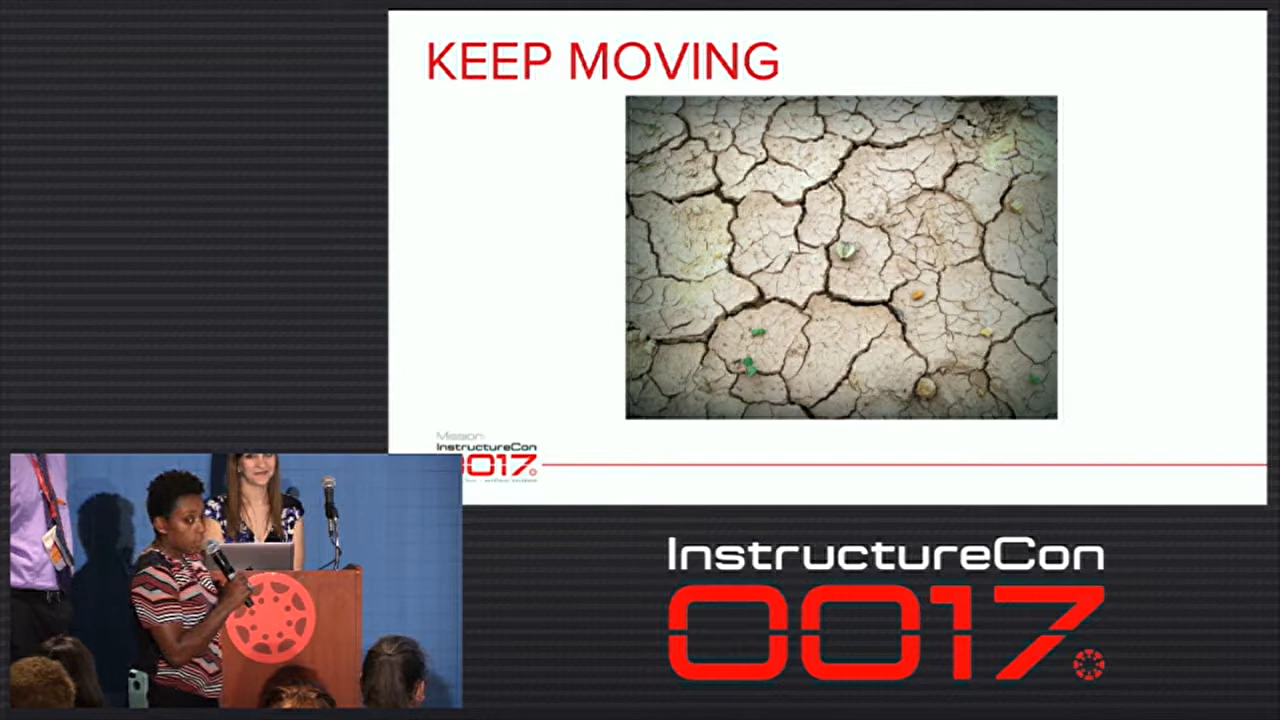 KEEP MOVING
Mission:
InstructureCon
0017
InstructureCon
0017